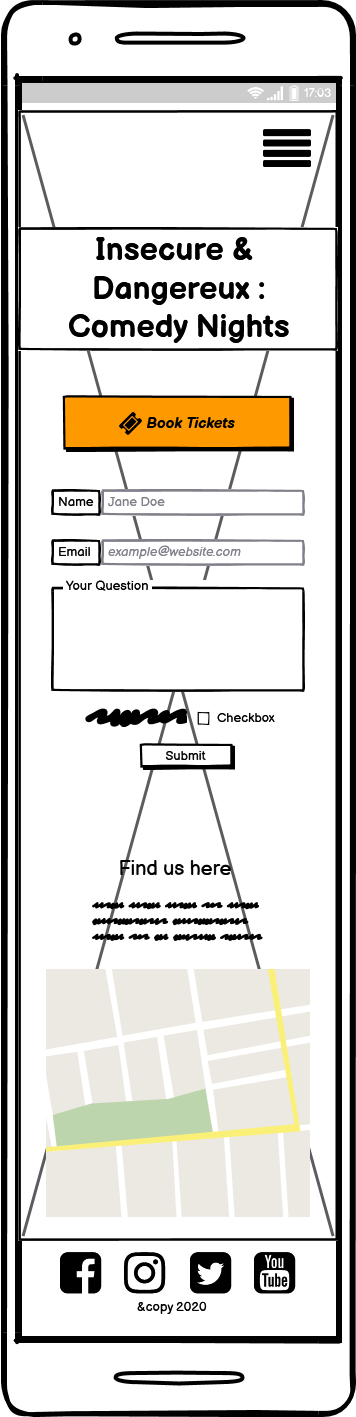 17:03
Insecure &
Dangereux :
Comedy Nights
Book Tickets
Name Jane Doe
Email example@website.com
Your Question
Checkbox
Submit
Find us here
You
Tube
&copy 2020